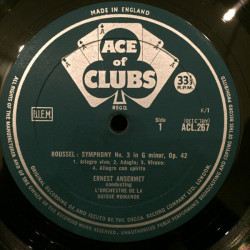 MADE IN ENGLAND
ACE
of
CLUBS
REGD.
33⅓
R.P.M.
B.I.E.M.
K/T
Side
1
ACL.267
ROUSSEL: SYMPHONY No. 3 in G minor, Op. 42
1. Allegro vivo; 2. Adagio; 3. Vivace;
4. Allegro con spirito
ERNEST ANSERMET
conducting
L'ORCHESTRE DE LA
SUISSE ROMANDE